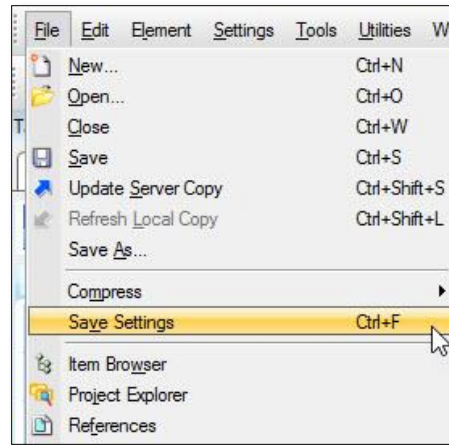 File Edit Element Settings Tools Utilities W
New... Ctrl+N
Open... Ctrl+O
Close Ctrl+W
Save Ctrl+S
Update Server Copy Ctrl+Shift+S
Refresh Local Copy Ctrl+Shift+L
Save As...
Compress
Save Settings Ctrl+F
Item Browser
Project Explorer
References